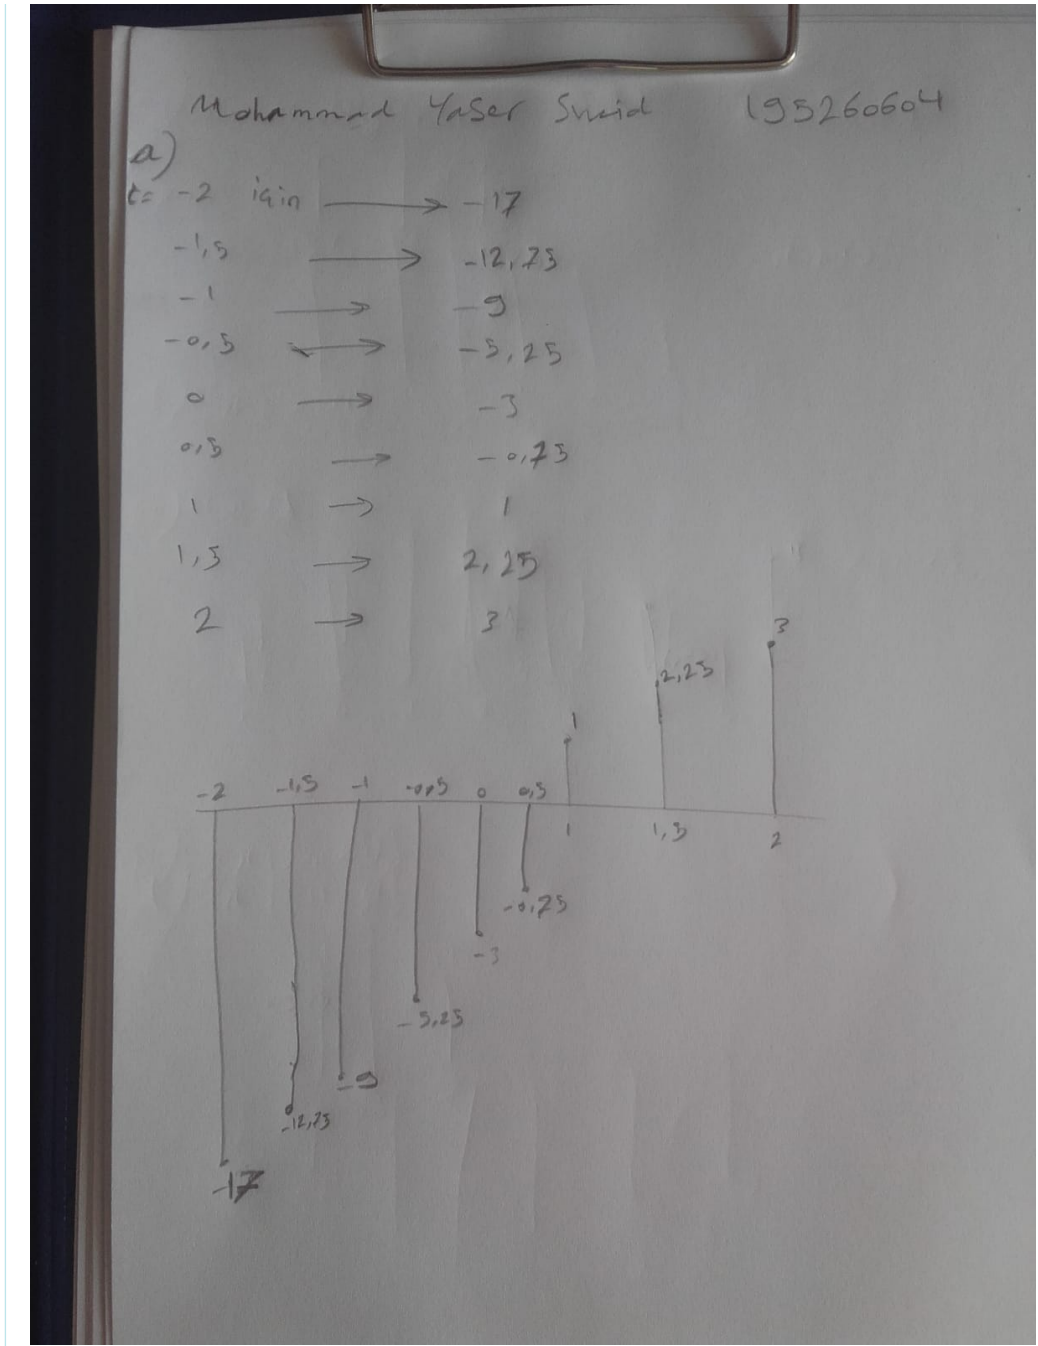 Mohammad Yaser Sueid 195260604
a)
t= -2 için → -17
-1,5 → -12,75
-1 → -9
-0,5 → -5,25
0 → -3
0,5 → -0,75
1 → 1
1,5 → 2,25
2 → 3
3
2,25
1
-2 -1,5 -1 -0,5 0 0,5
1 1,5 2
-0,75
-3
-5,25
-9
-12,75
-17